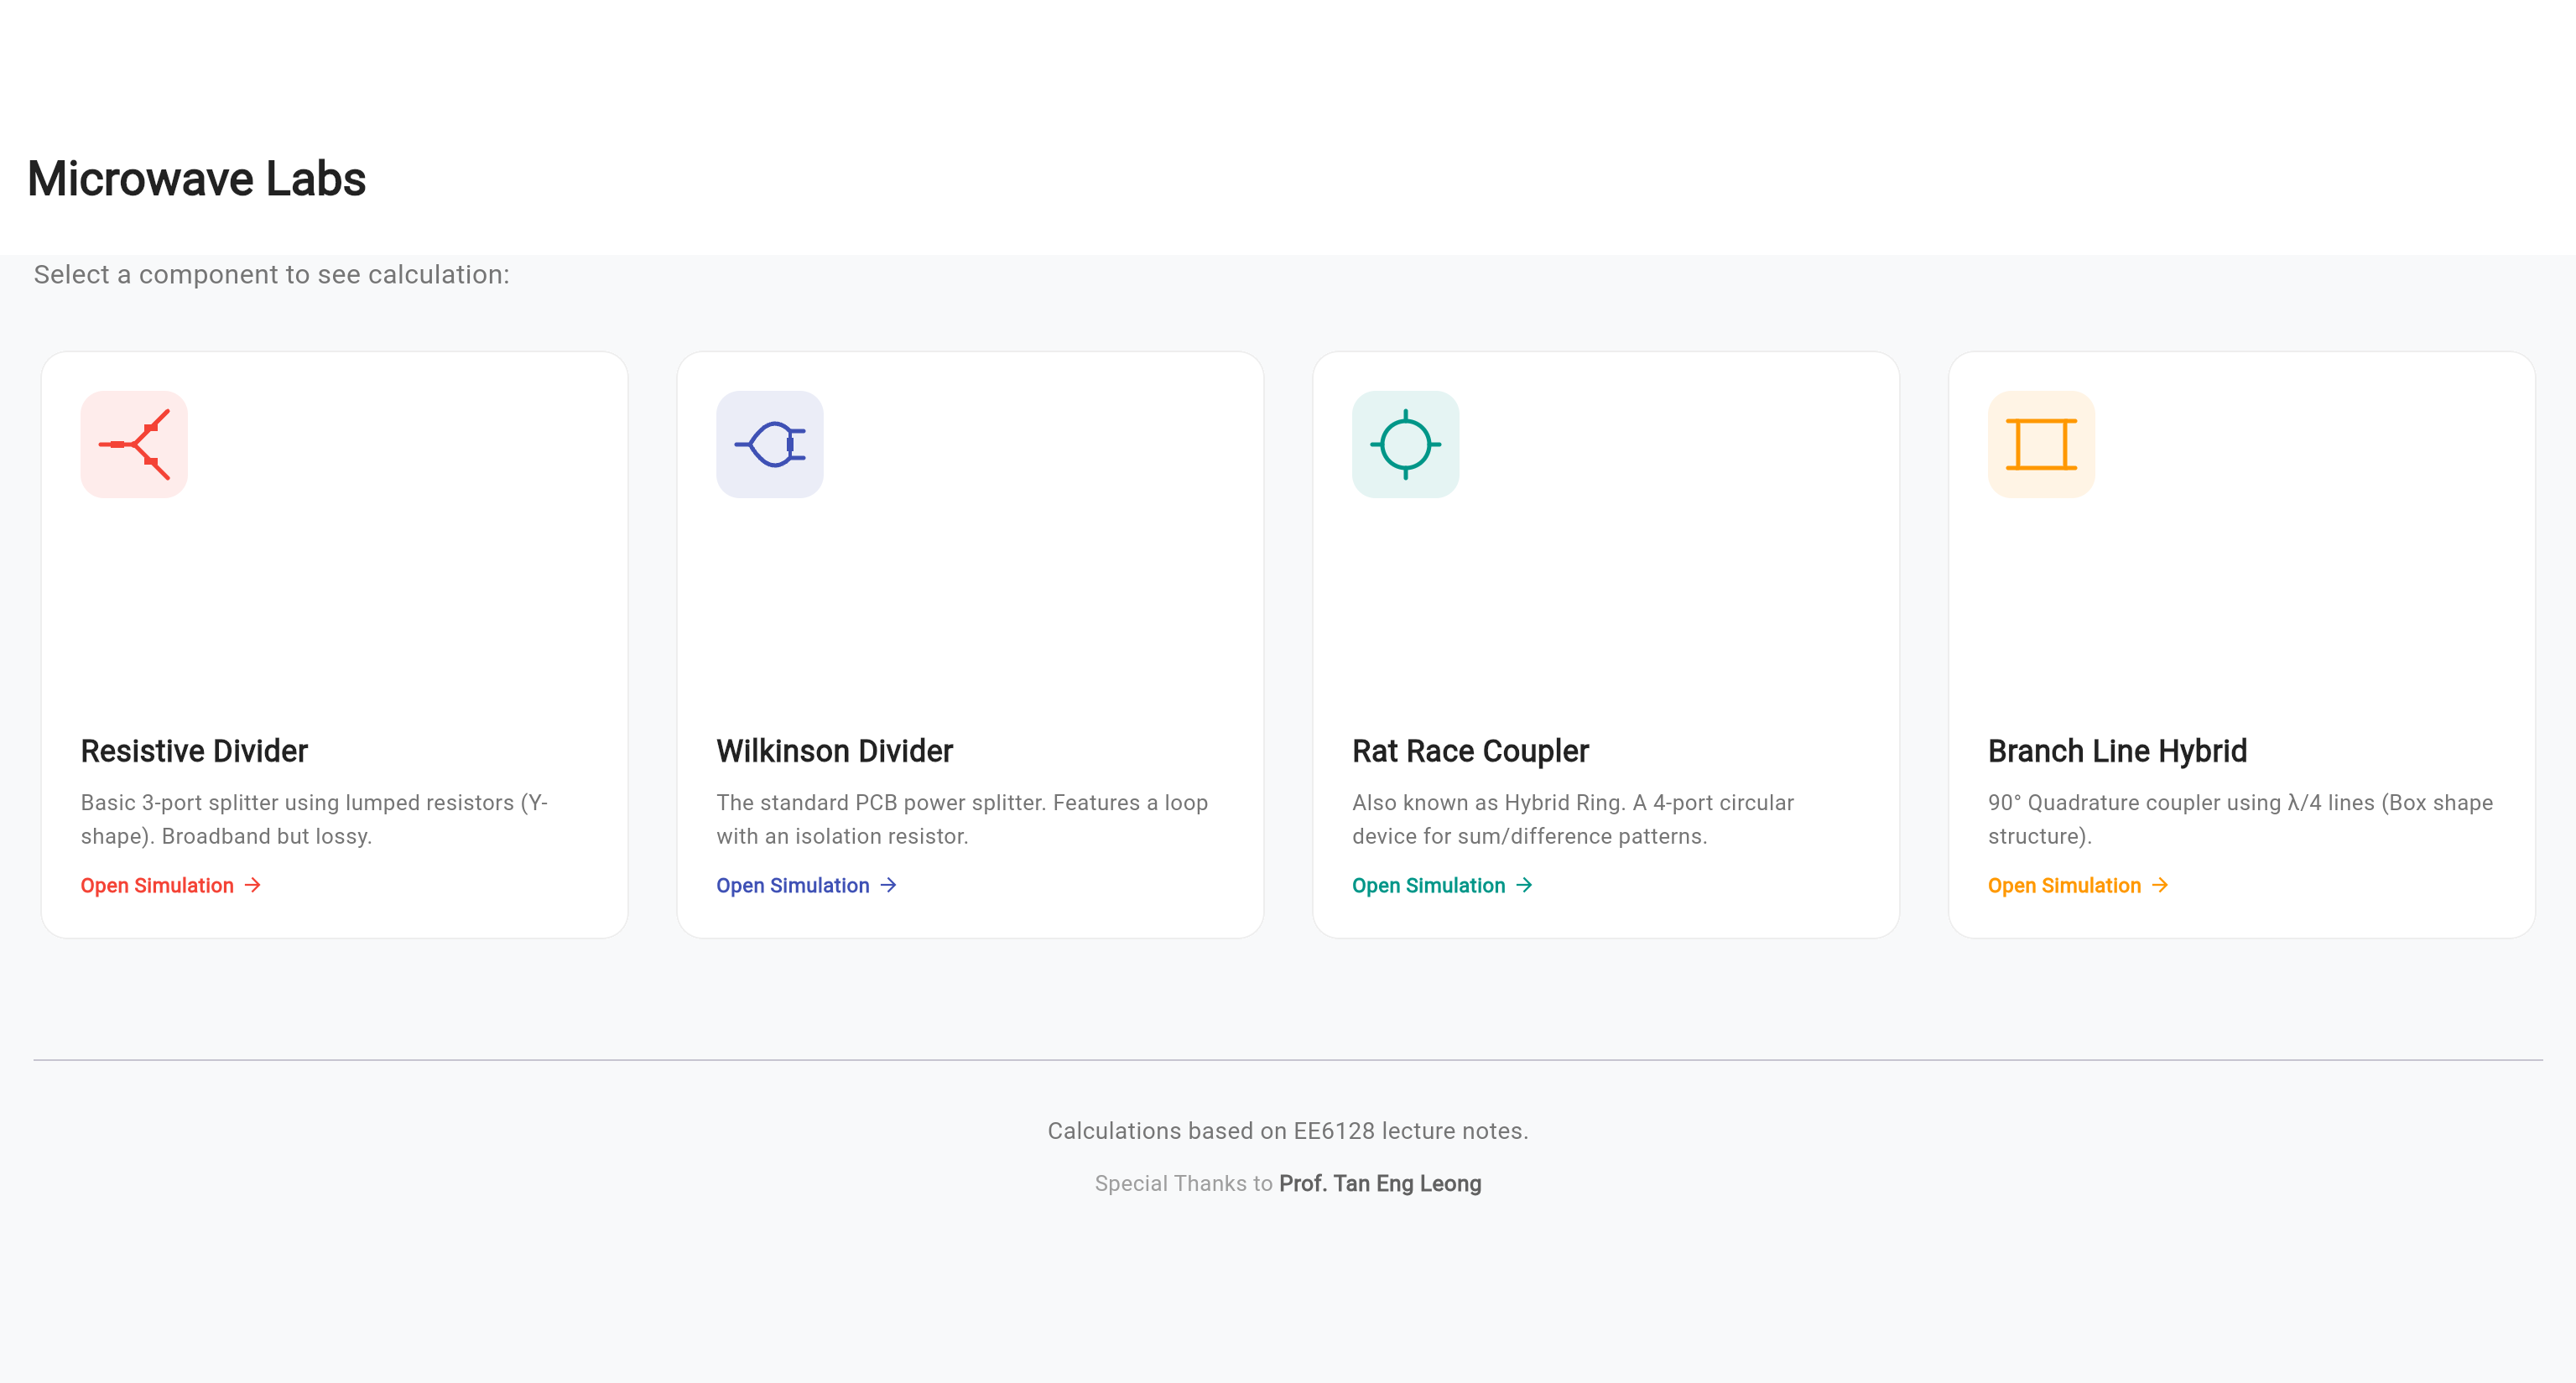 Microwave Labs
Select a component to see calculation:
Resistive Divider
Basic 3-port splitter using lumped resistors (Y-
shape). Broadband but lossy.
Open Simulation →
Wilkinson Divider
The standard PCB power splitter. Features a loop
with an isolation resistor.
Open Simulation →
Rat Race Coupler
Also known as Hybrid Ring. A 4-port circular
device for sum/difference patterns.
Open Simulation →
Branch Line Hybrid
90° Quadrature coupler using λ/4 lines (Box shape
structure).
Open Simulation →
Calculations based on EE6128 lecture notes.
Special Thanks to Prof. Tan Eng Leong